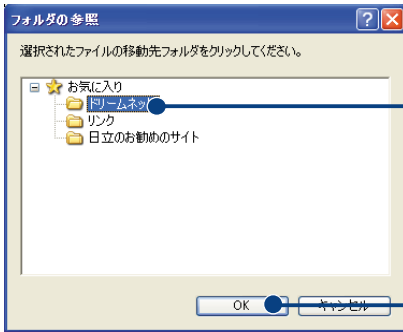 フォルダの参照
選択されたファイルの移動先フォルダをクリックしてください。
お気に入り
ドリームネット
リンク
日立のお勧めのサイト
OK キャンセル